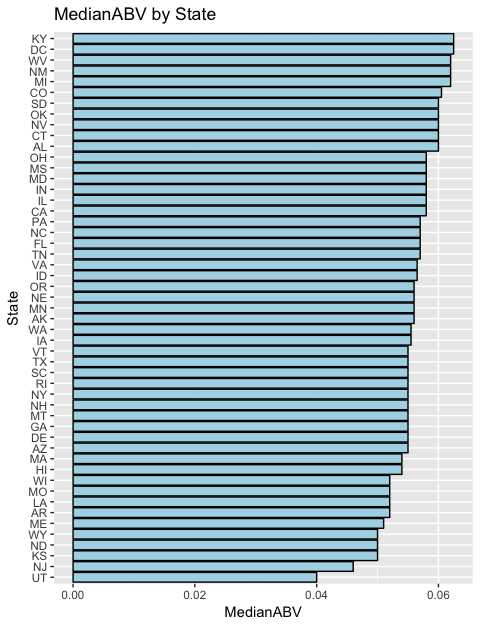 MedianABV by State
KY
DC
WV
NM
MI
CO
SD
OK
NV
CT
AL
OH
MS
MD
IN
IL
CA
PA
NC
FL
TN
VA
ID
OR
NE
MN
AK
WA
IA
VT
TX
SC
RI
NY
NH
MT
GA
DE
AZ
MA
HI
WI
MO
LA
AR
ME
WY
ND
KS
NJ
UT
State
0.00 0.02 0.04 0.06
MedianABV